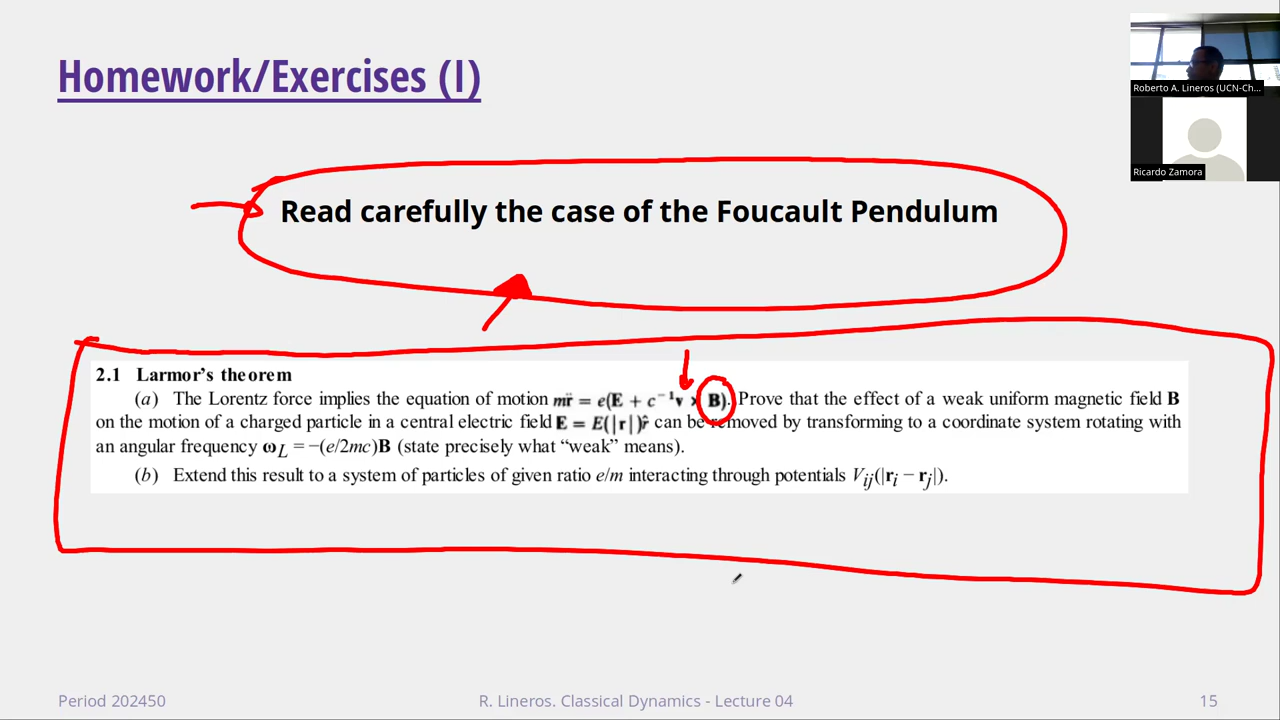 Homework/Exercises (I)
Roberto A. Lineros (UCN-Ch...
Ricardo Zamora
Read carefully the case of the Foucault Pendulum
2.1 Larmor's theorem
(a) The Lorentz force implies the equation of motion mr̈ = e(E + c⁻¹v × B). Prove that the effect of a weak uniform magnetic field B
on the motion of a charged particle in a central electric field E = E(|r|)r̂ can be removed by transforming to a coordinate system rotating with
an angular frequency ω_L = −(e/2mc)B (state precisely what “weak” means).
(b) Extend this result to a system of particles of given ratio e/m interacting through potentials V_ij(|r_i − r_j|).
Period 202450
R. Lineros. Classical Dynamics - Lecture 04
15